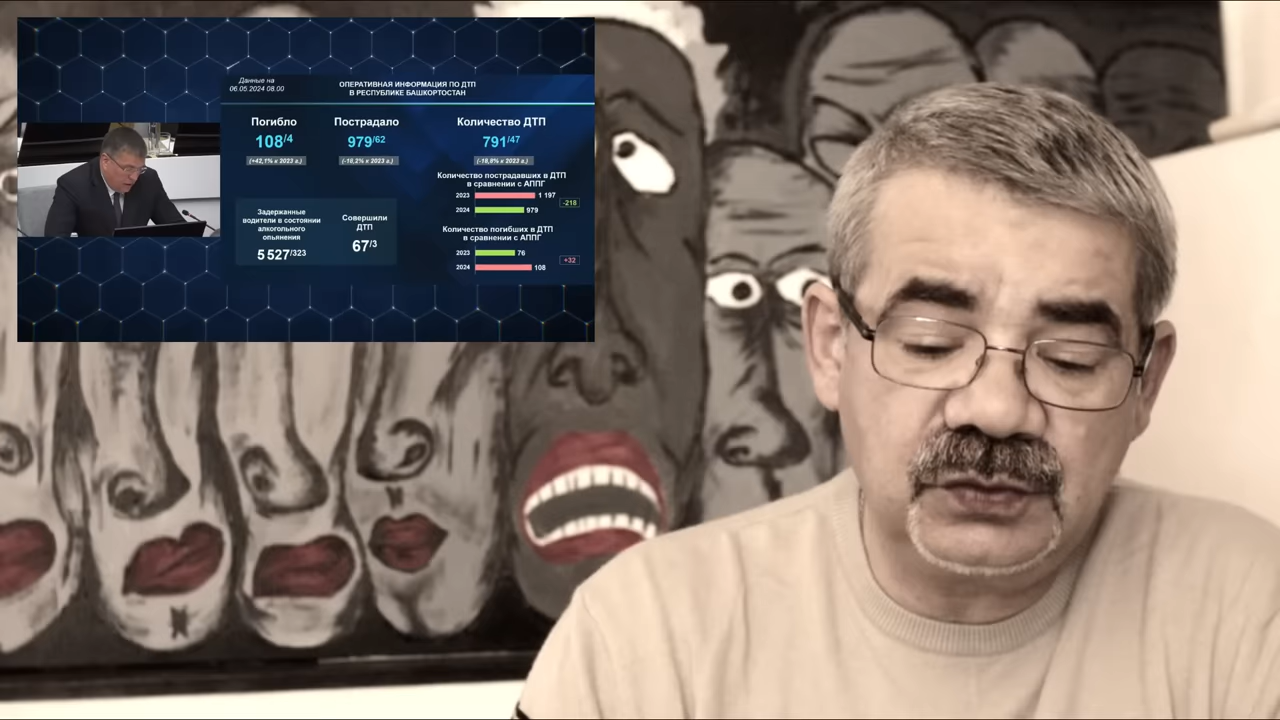 Данные на
06.05.2024 08.00
ОПЕРАТИВНАЯ ИНФОРМАЦИЯ ПО ДТП
В РЕСПУБЛИКЕ БАШКОРТОСТАН
Погибло
108/4
(+42,1% к 2023 г.)
Пострадало
979/62
(-18,2% к 2023 г.)
Количество ДТП
791/47
(-18,8% к 2023 г.)
Количество пострадавших в ДТП
в сравнении с АППГ
2023 1 197
2024 979
-218
Количество погибших в ДТП
в сравнении с АППГ
2023 76
2024 108
+32
Задержанные
водители в состоянии
алкогольного
опьянения
5 527/323
Совершили
ДТП
67/3